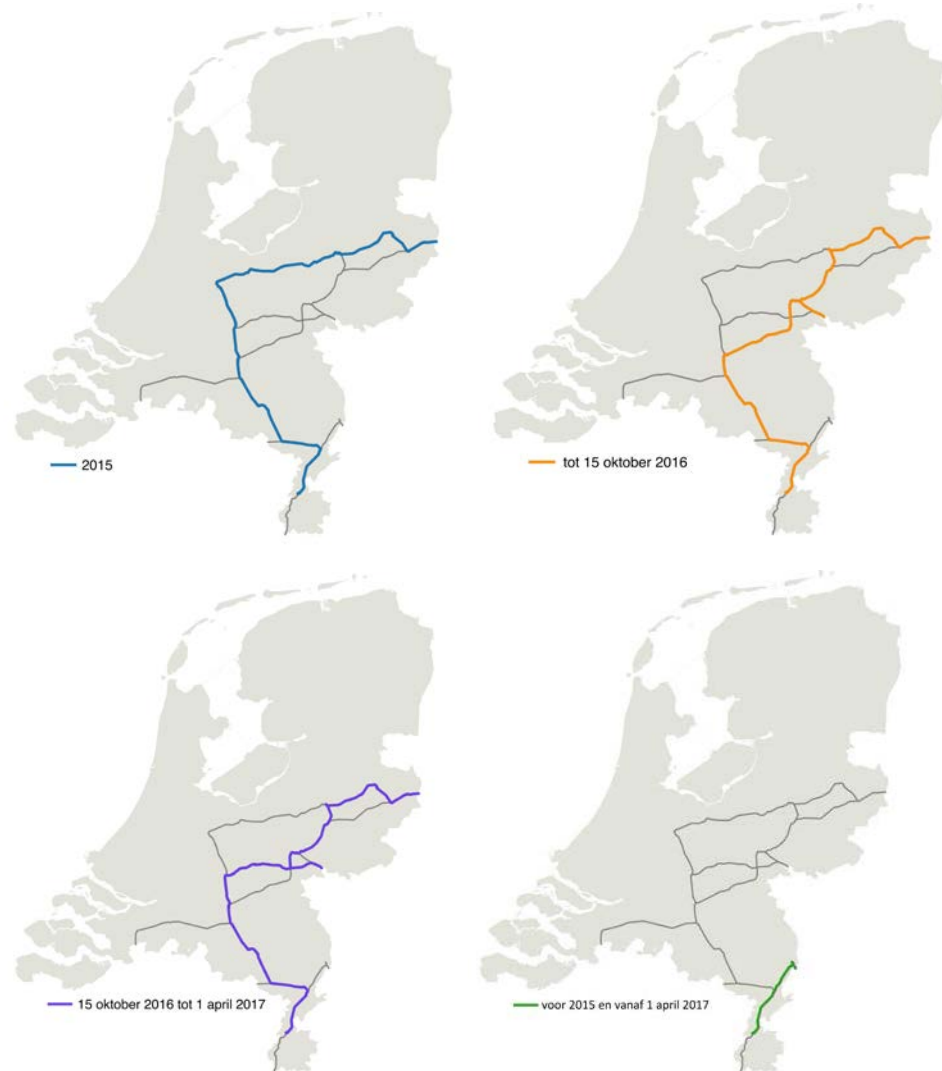 2015
tot 15 oktober 2016
15 oktober 2016 tot 1 april 2017
voor 2015 en vanaf 1 april 2017